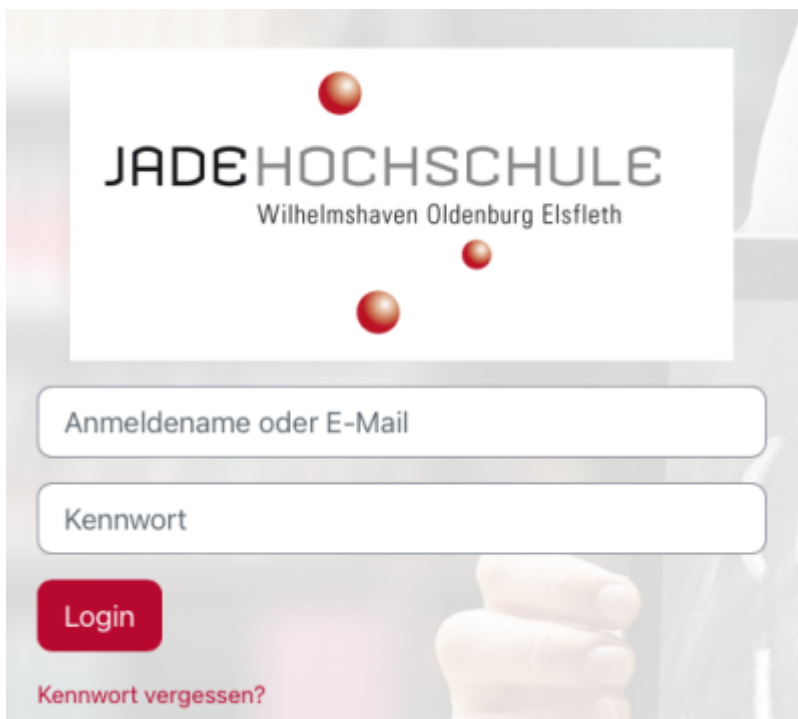 JADEHOCHSCHULE
Wilhelmshaven Oldenburg Elsfleth
Anmeldename oder E-Mail
Kennwort
Login
Kennwort vergessen?